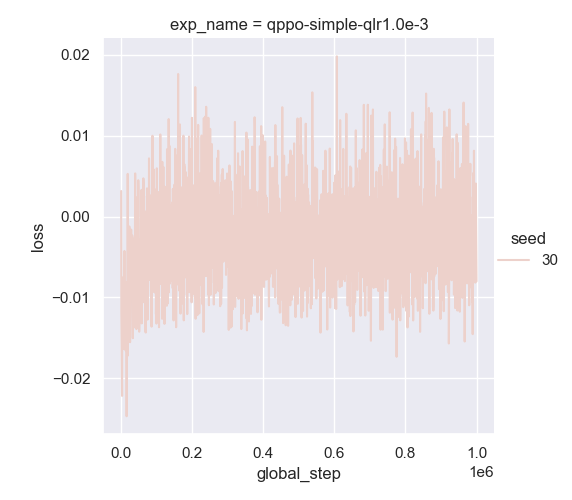 exp_name = qppo-simple-qlr1.0e-3
0.02
0.01
0.00
−0.01
−0.02
loss
0.0 0.2 0.4 0.6 0.8 1.0
1e6
global_step
seed
30